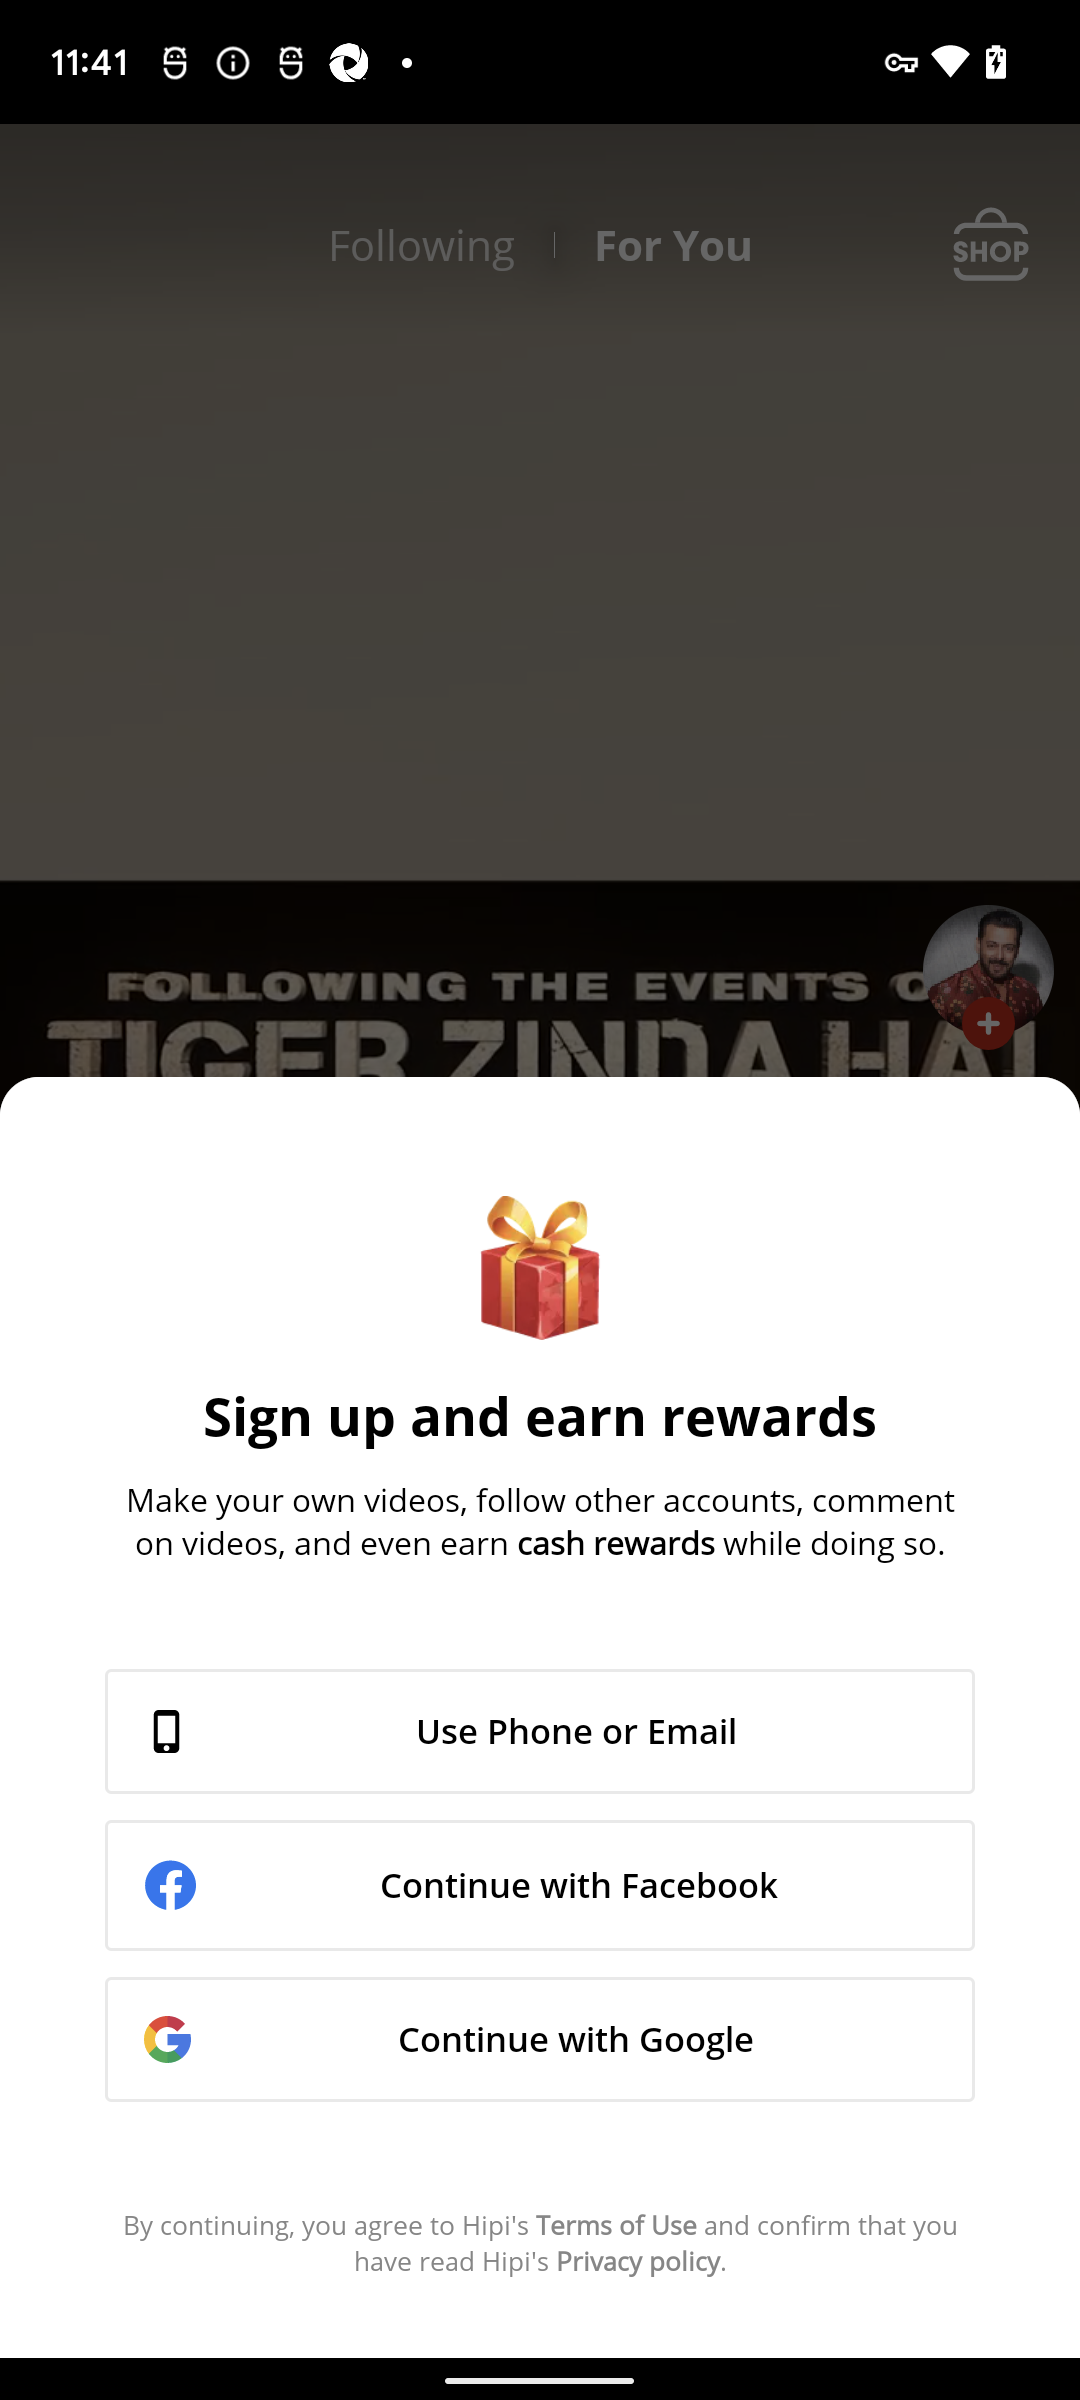 11:41
Following
For You
SHOP
FOLLOWING THE EVENTS O
TIGER ZINDA HAI
Sign up and earn rewards
Make your own videos, follow other accounts, comment
on videos, and even earn cash rewards while doing so.
Use Phone or Email
Continue with Facebook
Continue with Google
By continuing, you agree to Hipi's Terms of Use and confirm that you
have read Hipi's Privacy policy.